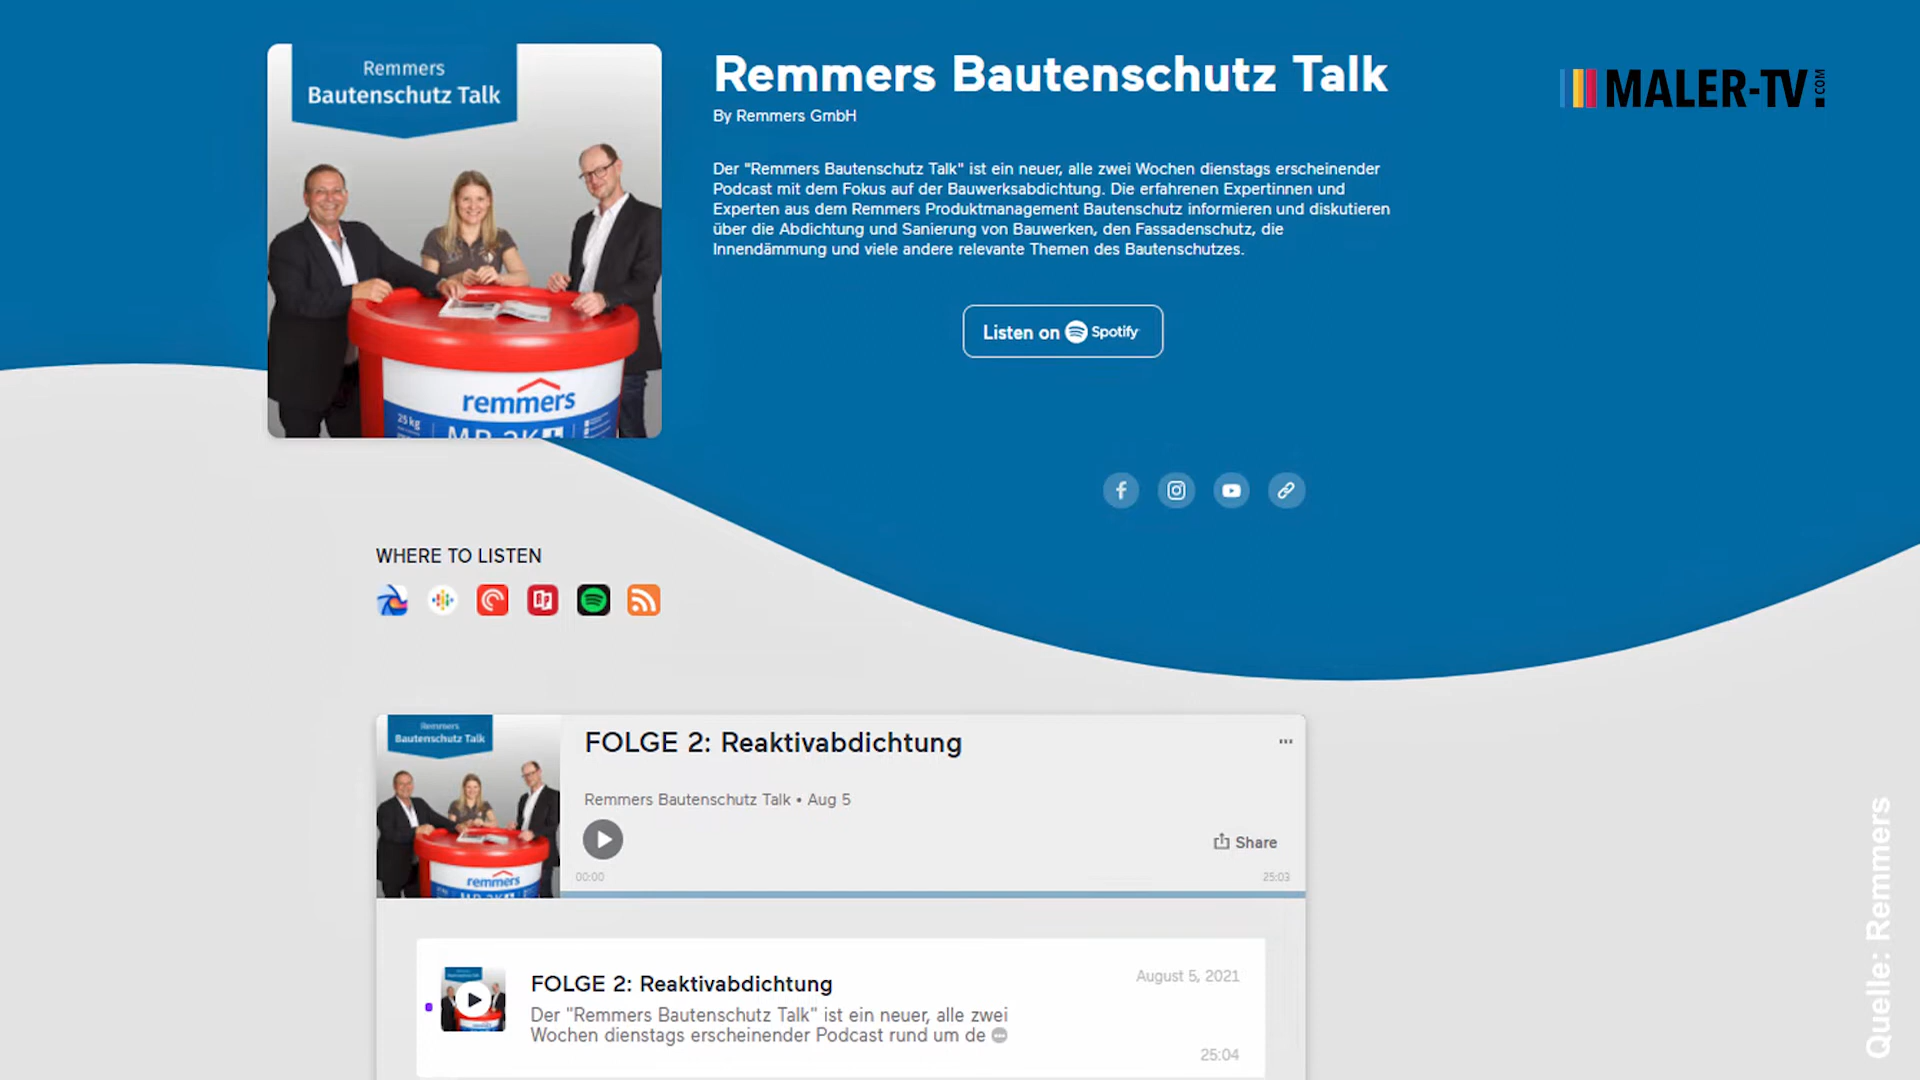 Remmers
Bautenschutz Talk
remmers
25 kg
MB 2K+
Remmers Bautenschutz Talk
By Remmers GmbH
Der "Remmers Bautenschutz Talk" ist ein neuer, alle zwei Wochen dienstags erscheinender
Podcast mit dem Fokus auf der Bauwerksabdichtung. Die erfahrenen Expertinnen und
Experten aus dem Remmers Produktmanagement Bautenschutz informieren und diskutieren
über die Abdichtung und Sanierung von Bauwerken, den Fassadenschutz, die
Innendämmung und viele andere relevante Themen des Bautenschutzes.
Listen on Spotify
MALER-TV.COM
WHERE TO LISTEN
Remmers
Bautenschutz Talk
remmers
FOLGE 2: Reaktivabdichtung
...
Remmers Bautenschutz Talk • Aug 5
Share
00:00
25:03
FOLGE 2: Reaktivabdichtung
August 5, 2021
Der "Remmers Bautenschutz Talk" ist ein neuer, alle zwei
Wochen dienstags erscheinender Podcast rund um de
25:04
Quelle: Remmers